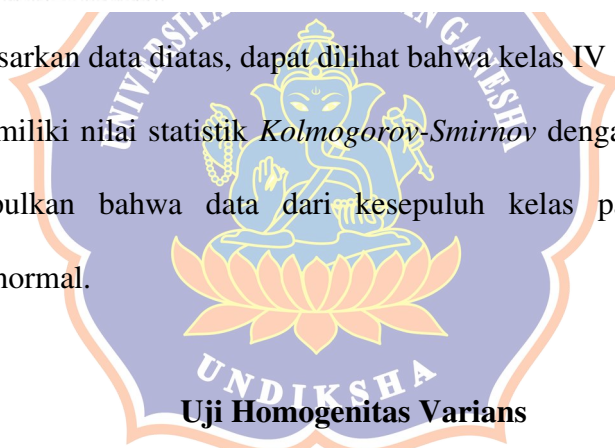 sarkan data diatas, dapat dilihat bahwa kelas IV
miliki nilai statistik Kolmogorov-Smirnov denga
pulkan bahwa data dari kesepuluh kelas p
normal.
UNDIKSHA
Uji Homogenitas Varians